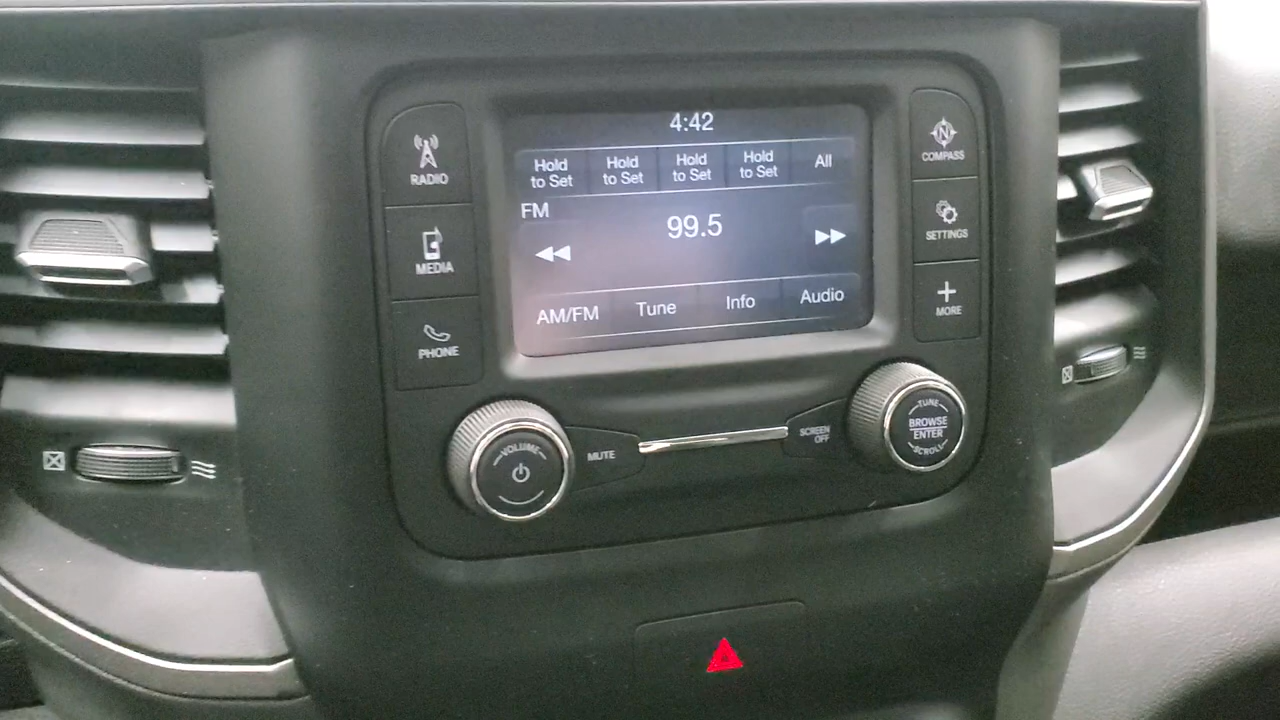 4:42
Hold to Set
Hold to Set
Hold to Set
Hold to Set
All
FM
99.5
AM/FM
Tune
Info
Audio
RADIO
MEDIA
PHONE
N
COMPASS
SETTINGS
MORE
VOLUME
MUTE
SCREEN OFF
TUNE
BROWSE
ENTER
SCROLL